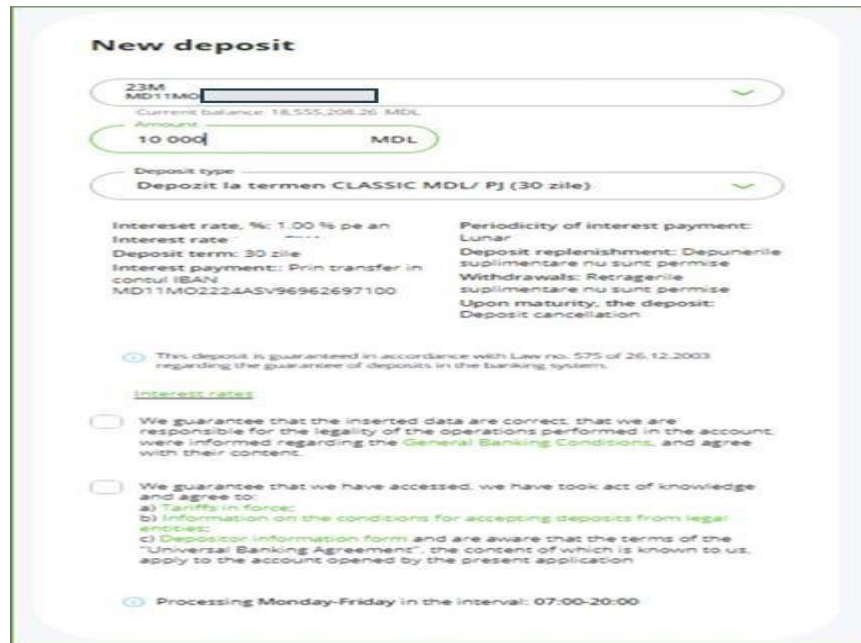 New deposit
23M
MD11MO
Current balance 18,555,208.26 MDL
Amount
10 000 MDL
Deposit type
Depozit la termen CLASSIC MDL/ PJ (30 zile)
Intereset rate, %: 1.00 % pe an
Interest rate
Deposit term: 30 zile
Interest payment:: Prin transfer in
contul IBAN
MD11MO2224ASV96962697100
Periodicity of interest payment:
Lunar
Deposit replenishment: Depunerile
suplimentare nu sunt permise
Withdrawals: Retragerile
suplimentare nu sunt permise
Upon maturity, the deposit:
Deposit cancellation
This deposit is guaranteed in accordance with Law no. 575 of 26.12.2003
regarding the guarantee of deposits in the banking system.
Interest rates
We guarantee that the inserted data are correct, that we are
responsible for the legality of the operations performed in the account,
were informed regarding the General Banking Conditions, and agree
with their content.
We guarantee that we have accessed, we have took act of knowledge
and agree to:
a) Tariffs in force;
b) Information on the conditions for accepting deposits from legal
entities;
c) Depositor information form and are aware that the terms of the
"Universal Banking Agreement", the content of which is known to us,
apply to the account opened by the present application
Processing Monday-Friday in the interval: 07:00-20:00